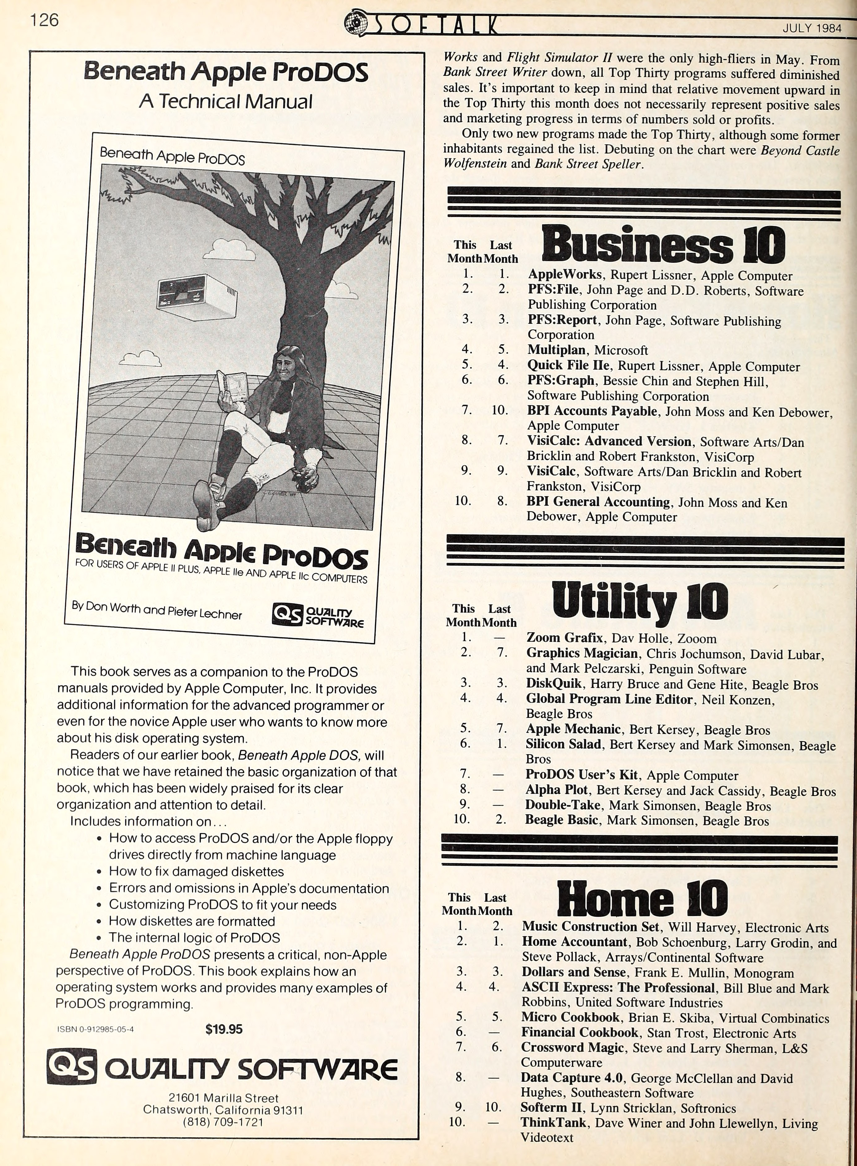 126
SOFTALK
JULY 1984
Beneath Apple ProDOS
A Technical Manual
Beneath Apple ProDOS
Beneath Apple ProDOS
FOR USERS OF APPLE II PLUS, APPLE IIe AND APPLE IIc COMPUTERS
By Don Worth and Pieter Lechner
QS QUALITY
SOFTWARE
This book serves as a companion to the ProDOS
manuals provided by Apple Computer, Inc. It provides
additional information for the advanced programmer or
even for the novice Apple user who wants to know more
about his disk operating system.
Readers of our earlier book, Beneath Apple DOS, will
notice that we have retained the basic organization of that
book, which has been widely praised for its clear
organization and attention to detail.
Includes information on...
• How to access ProDOS and/or the Apple floppy
drives directly from machine language
• How to fix damaged diskettes
• Errors and omissions in Apple's documentation
• Customizing ProDOS to fit your needs
• How diskettes are formatted
• The internal logic of ProDOS
Beneath Apple ProDOS presents a critical, non-Apple
perspective of ProDOS. This book explains how an
operating system works and provides many examples of
ProDOS programming.
ISBN 0-912985-05-4 $19.95
QS QUALITY SOFTWARE
21601 Marilla Street
Chatsworth, California 91311
(818) 709-1721
Works and Flight Simulator II were the only high-fliers in May. From
Bank Street Writer down, all Top Thirty programs suffered diminished
sales. It's important to keep in mind that relative movement upward in
the Top Thirty this month does not necessarily represent positive sales
and marketing progress in terms of numbers sold or profits.
Only two new programs made the Top Thirty, although some former
inhabitants regained the list. Debuting on the chart were Beyond Castle
Wolfenstein and Bank Street Speller.
Business 10
This Last
Month Month
1. 1. AppleWorks, Rupert Lissner, Apple Computer
2. 2. PFS:File, John Page and D.D. Roberts, Software
Publishing Corporation
3. 3. PFS:Report, John Page, Software Publishing
Corporation
4. 5. Multiplan, Microsoft
5. 4. Quick File IIe, Rupert Lissner, Apple Computer
6. 6. PFS:Graph, Bessie Chin and Stephen Hill,
Software Publishing Corporation
7. 10. BPI Accounts Payable, John Moss and Ken Debower,
Apple Computer
8. 7. VisiCalc: Advanced Version, Software Arts/Dan
Bricklin and Robert Frankston, VisiCorp
9. 9. VisiCalc, Software Arts/Dan Bricklin and Robert
Frankston, VisiCorp
10. 8. BPI General Accounting, John Moss and Ken
Debower, Apple Computer
Utility 10
This Last
Month Month
1. — Zoom Grafix, Dav Holle, Zooom
2. 7. Graphics Magician, Chris Jochumson, David Lubar,
and Mark Pelczarski, Penguin Software
3. 3. DiskQuik, Harry Bruce and Gene Hite, Beagle Bros
4. 4. Global Program Line Editor, Neil Konzen,
Beagle Bros
5. 7. Apple Mechanic, Bert Kersey, Beagle Bros
6. 1. Silicon Salad, Bert Kersey and Mark Simonsen, Beagle
Bros
7. — ProDOS User's Kit, Apple Computer
8. — Alpha Plot, Bert Kersey and Jack Cassidy, Beagle Bros
9. — Double-Take, Mark Simonsen, Beagle Bros
10. 2. Beagle Basic, Mark Simonsen, Beagle Bros
Home 10
This Last
Month Month
1. 2. Music Construction Set, Will Harvey, Electronic Arts
2. 1. Home Accountant, Bob Schoenburg, Larry Grodin, and
Steve Pollack, Arrays/Continental Software
3. 3. Dollars and Sense, Frank E. Mullin, Monogram
4. 4. ASCII Express: The Professional, Bill Blue and Mark
Robbins, United Software Industries
5. 5. Micro Cookbook, Brian E. Skiba, Virtual Combinatics
6. — Financial Cookbook, Stan Trost, Electronic Arts
7. 6. Crossword Magic, Steve and Larry Sherman, L&S
Computerware
8. — Data Capture 4.0, George McClellan and David
Hughes, Southeastern Software
9. 10. Softerm II, Lynn Stricklan, Softronics
10. — ThinkTank, Dave Winer and John Llewellyn, Living
Videotext